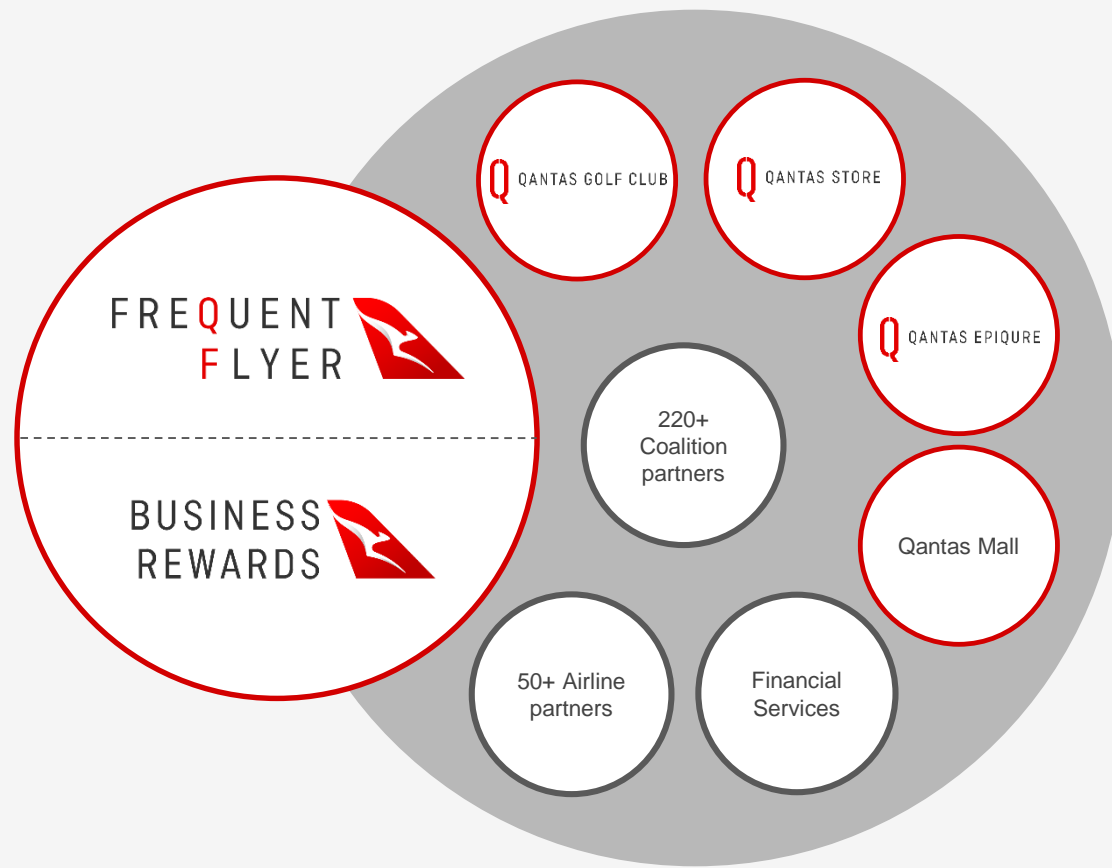 FREQUENT
FLYER
BUSINESS
REWARDS
QANTAS GOLF CLUB
QANTAS STORE
QANTAS EPIQURE
220+
Coalition
partners
Qantas Mall
50+ Airline
partners
Financial
Services